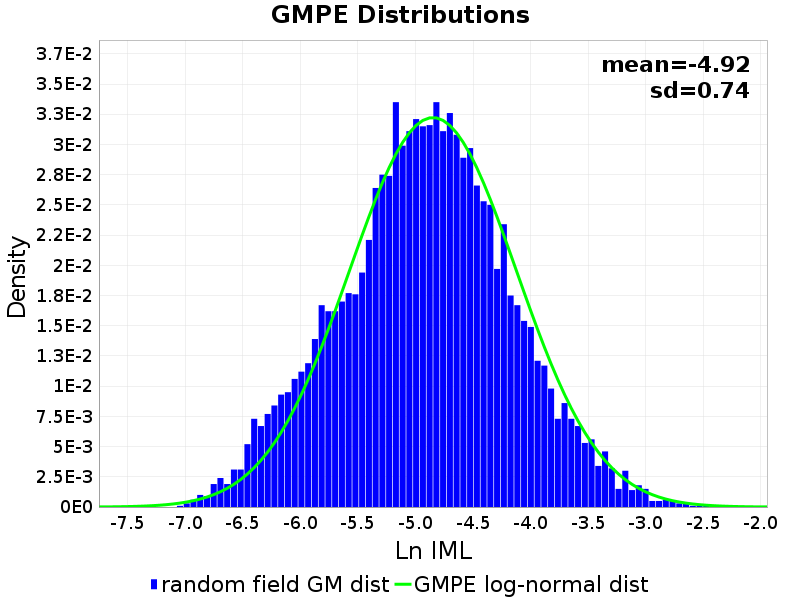 GMPE Distributions
mean=-4.92
sd=0.74
3.7E-2
3.5E-2
3.3E-2
3E-2
2.8E-2
2.5E-2
2.2E-2
2E-2
1.8E-2
1.5E-2
1.3E-2
1E-2
7.5E-3
5E-3
2.5E-3
0E0
Density
-7.5 -7.0 -6.5 -6.0 -5.5 -5.0 -4.5 -4.0 -3.5 -3.0 -2.5 -2.0
Ln IML
random field GM dist GMPE log-normal dist